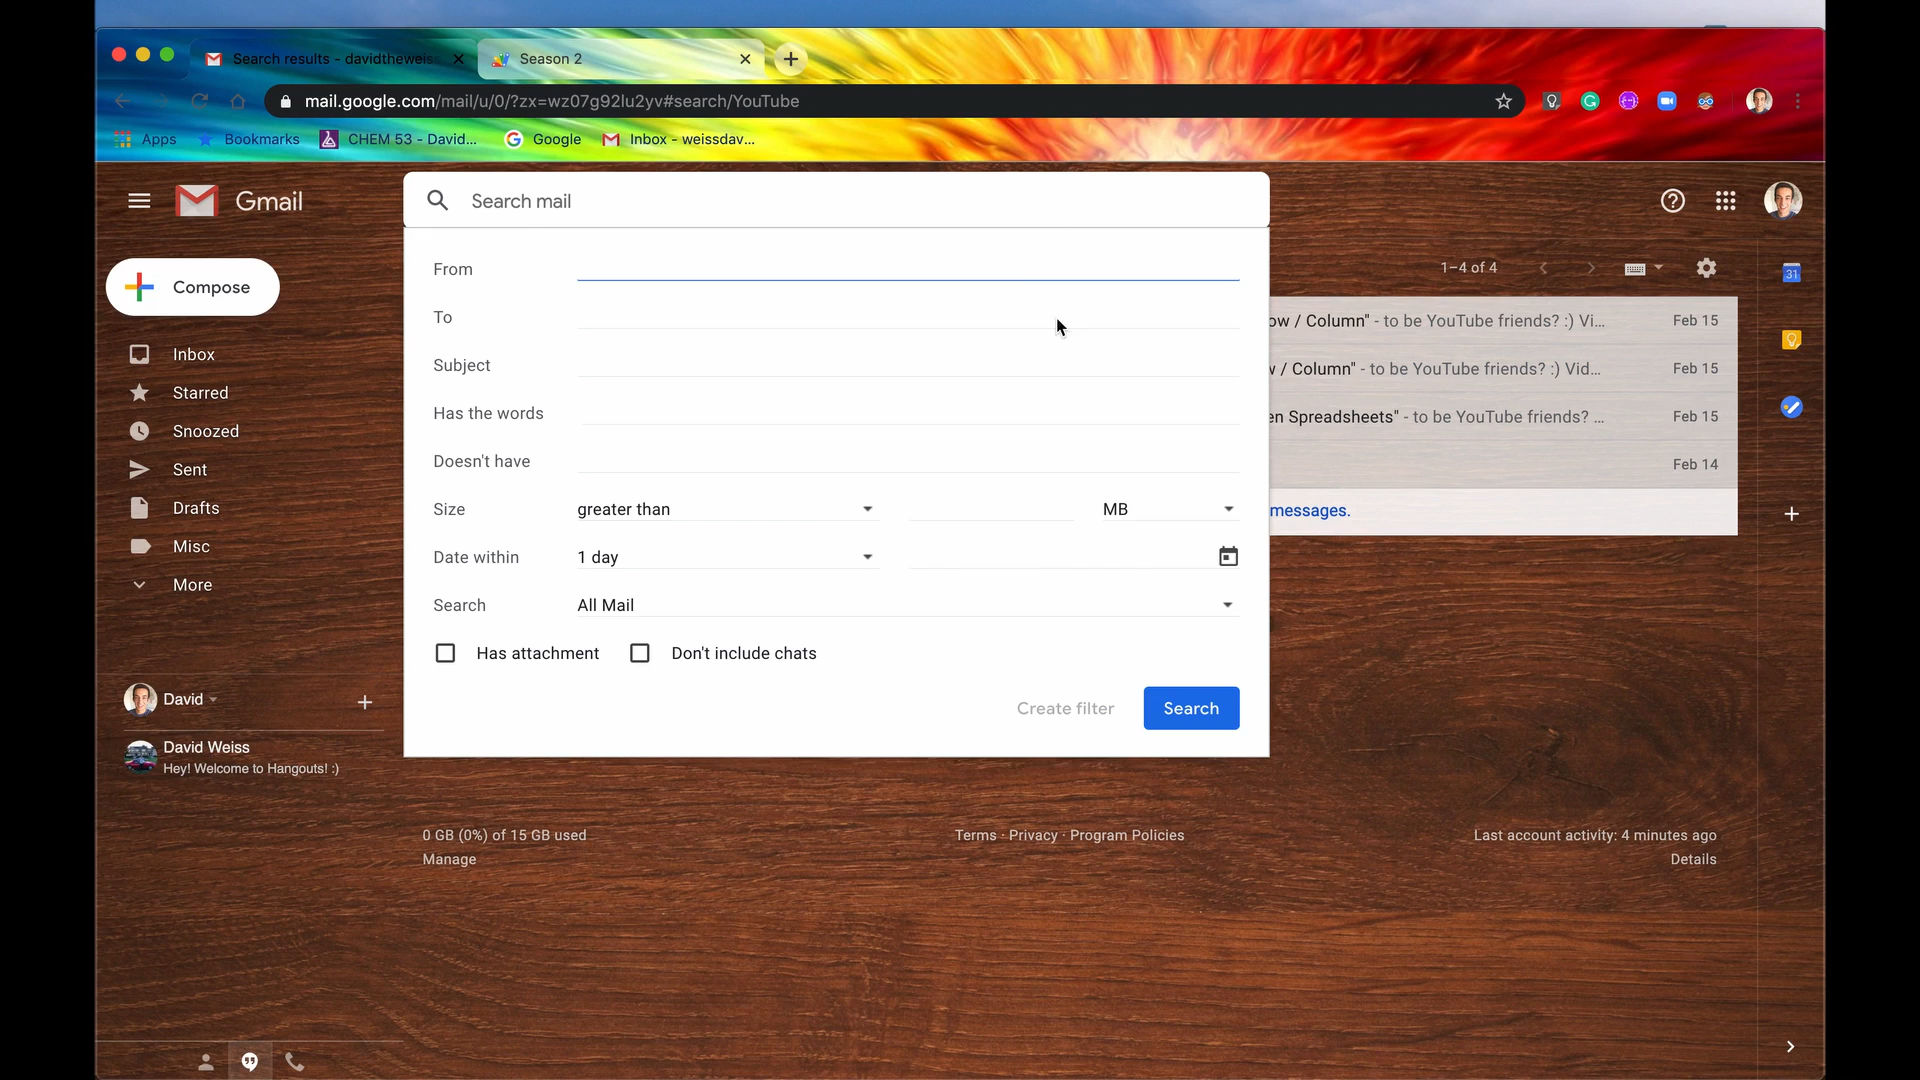 Search results - davidtheweis
Season 2
mail.google.com/mail/u/0/?zx=wz07g92lu2yv#search/YouTube
Apps
Bookmarks
CHEM 53 - David...
Google
Inbox - weissdav...
Gmail
Search mail
Compose
Inbox
Starred
Snoozed
Sent
Drafts
Misc
More
David
David Weiss
Hey! Welcome to Hangouts! :)
From
To
Subject
Has the words
Doesn't have
Size greater than MB
Date within 1 day
Search All Mail
Has attachment Don't include chats
Create filter Search
1–4 of 4
ow / Column" - to be YouTube friends? :) Vi... Feb 15
w / Column" - to be YouTube friends? :) Vid... Feb 15
en Spreadsheets" - to be YouTube friends? ... Feb 15
Feb 14
messages.
31
0 GB (0%) of 15 GB used
Manage
Terms · Privacy · Program Policies
Last account activity: 4 minutes ago
Details